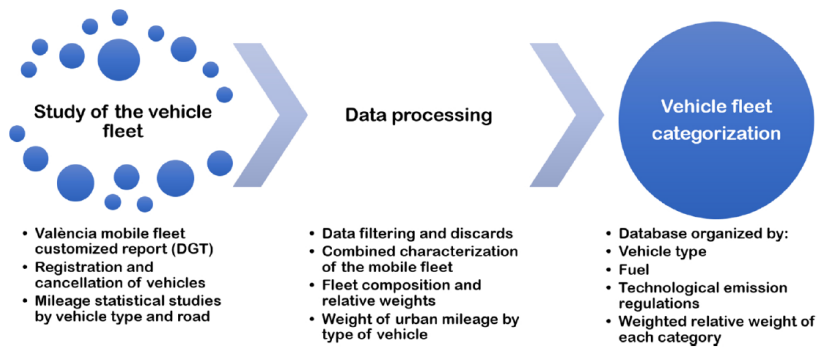 Study of the vehicle
fleet
Data processing
Vehicle fleet
categorization
• València mobile fleet
customized report (DGT)
• Registration and
cancellation of vehicles
• Mileage statistical studies
by vehicle type and road
• Data filtering and discards
• Combined characterization
of the mobile fleet
• Fleet composition and
relative weights
• Weight of urban mileage by
type of vehicle
• Database organized by:
• Vehicle type
• Fuel
• Technological emission
regulations
• Weighted relative weight of
each category